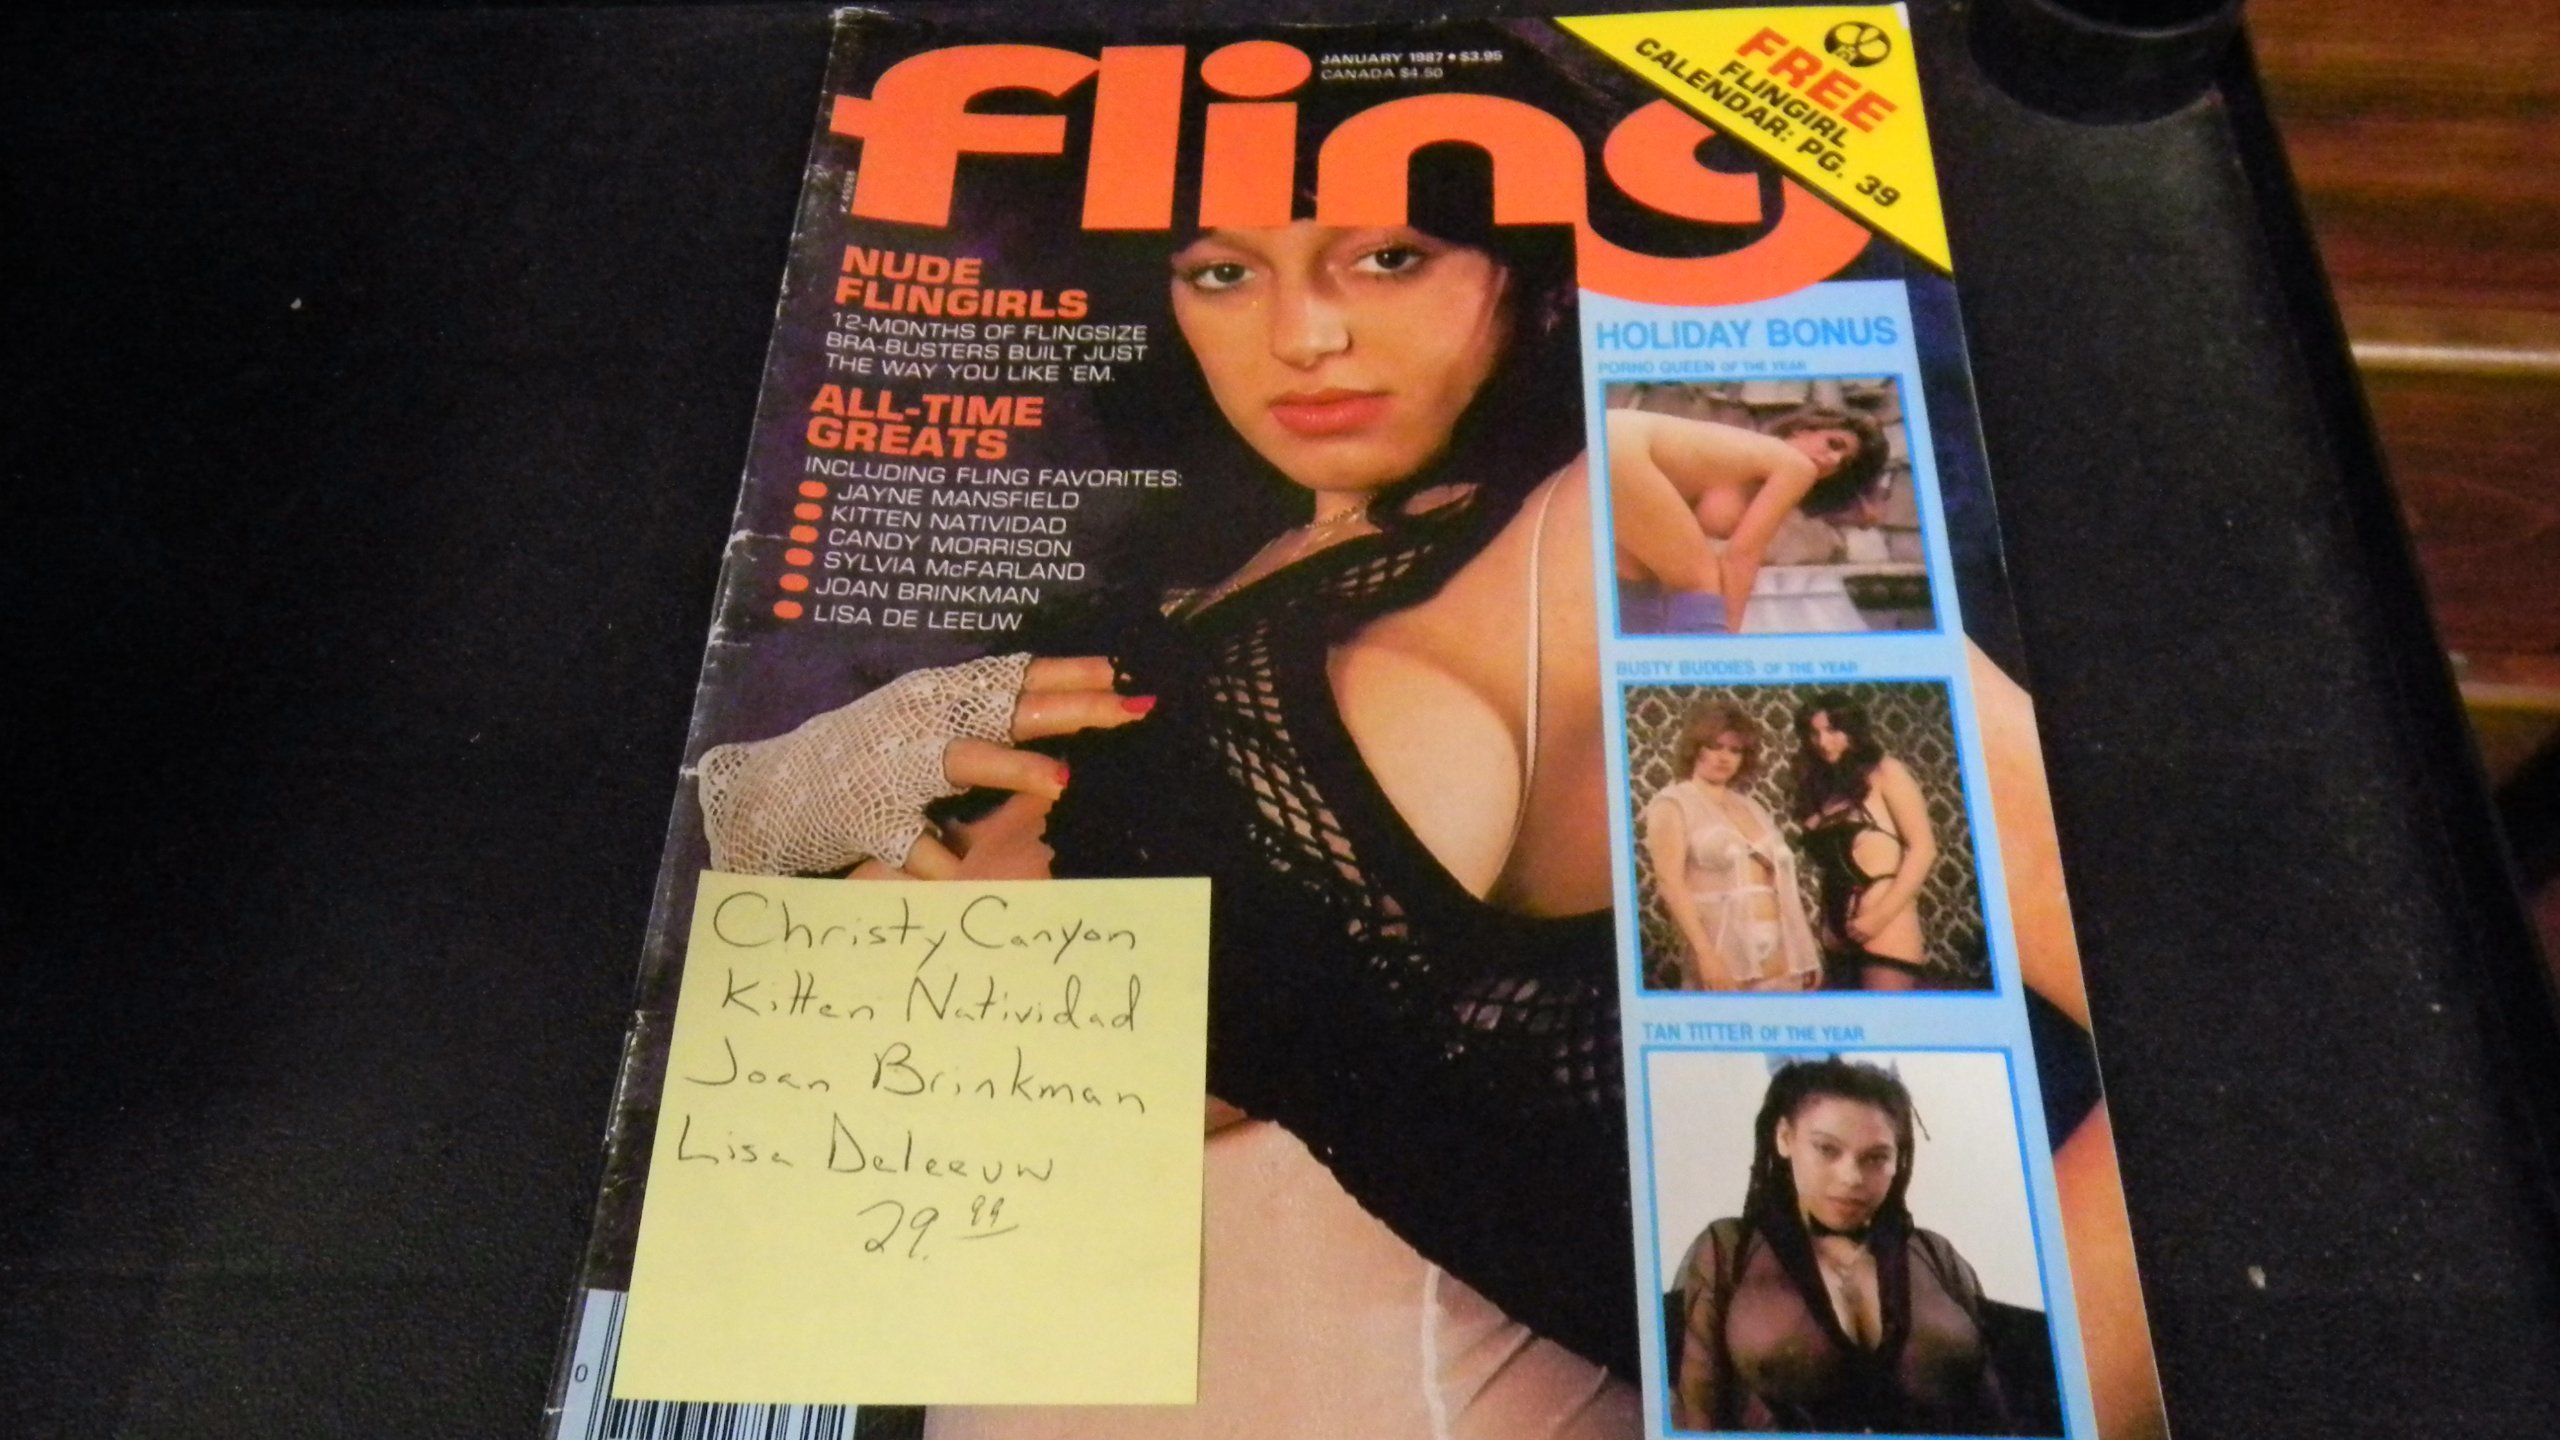 fling
JANUARY 1987 • $3.95
CANADA $4.50
FREE
FLINGIRL
CALENDAR: PG. 39
NUDE
FLINGIRLS
12-MONTHS OF FLINGSIZE
BRA-BUSTERS BUILT JUST
THE WAY YOU LIKE 'EM.
ALL-TIME
GREATS
INCLUDING FLING FAVORITES:
JAYNE MANSFIELD
KITTEN NATIVIDAD
CANDY MORRISON
SYLVIA McFARLAND
JOAN BRINKMAN
LISA DE LEEUW
HOLIDAY BONUS
PORNO QUEEN OF THE YEAR
BUSTY BUDDIES OF THE YEAR
TAN TITTER OF THE YEAR
Christy Canyon
Kitten Natividad
Joan Brinkman
Lisa Deleeuw
29.99
0